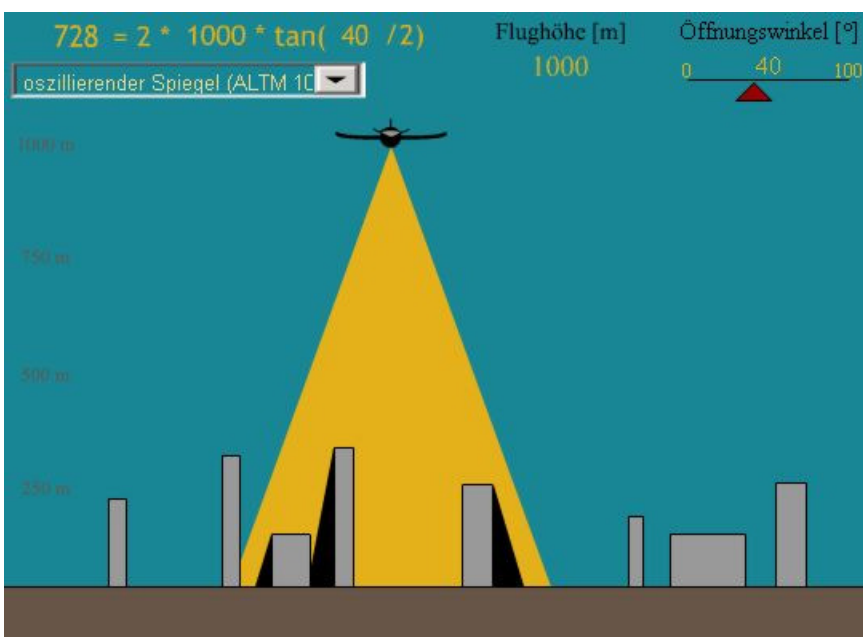 728 = 2 * 1000 * tan( 40 /2)
Flughöhe [m]
1000
Öffnungswinkel [°]
0 40 100
oszillierender Spiegel (ALTM 10
1000 m
750 m
500 m
250 m